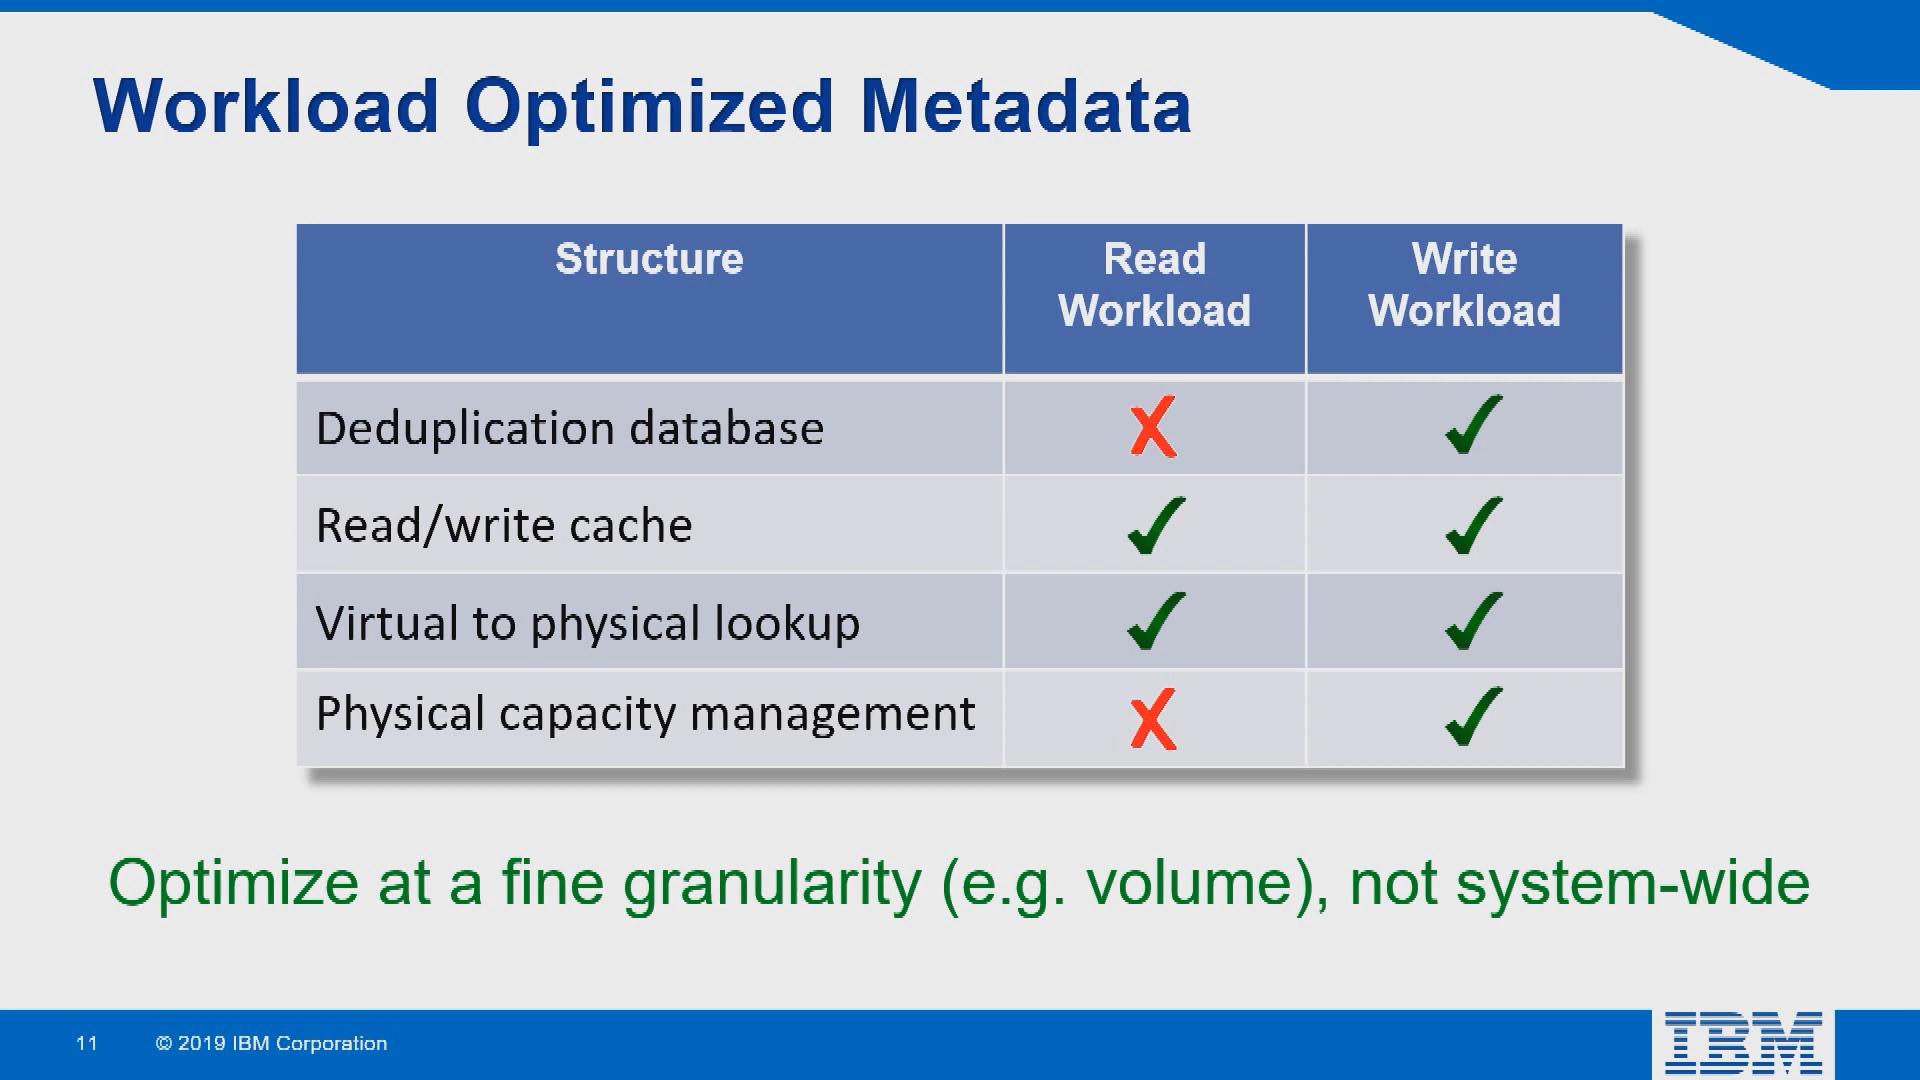 Workload Optimized Metadata
Structure
Read
Workload
Write
Workload
Deduplication database ✗ ✓
Read/write cache ✓ ✓
Virtual to physical lookup ✓ ✓
Physical capacity management ✗ ✓
Optimize at a fine granularity (e.g. volume), not system-wide
11 © 2019 IBM Corporation
IBM